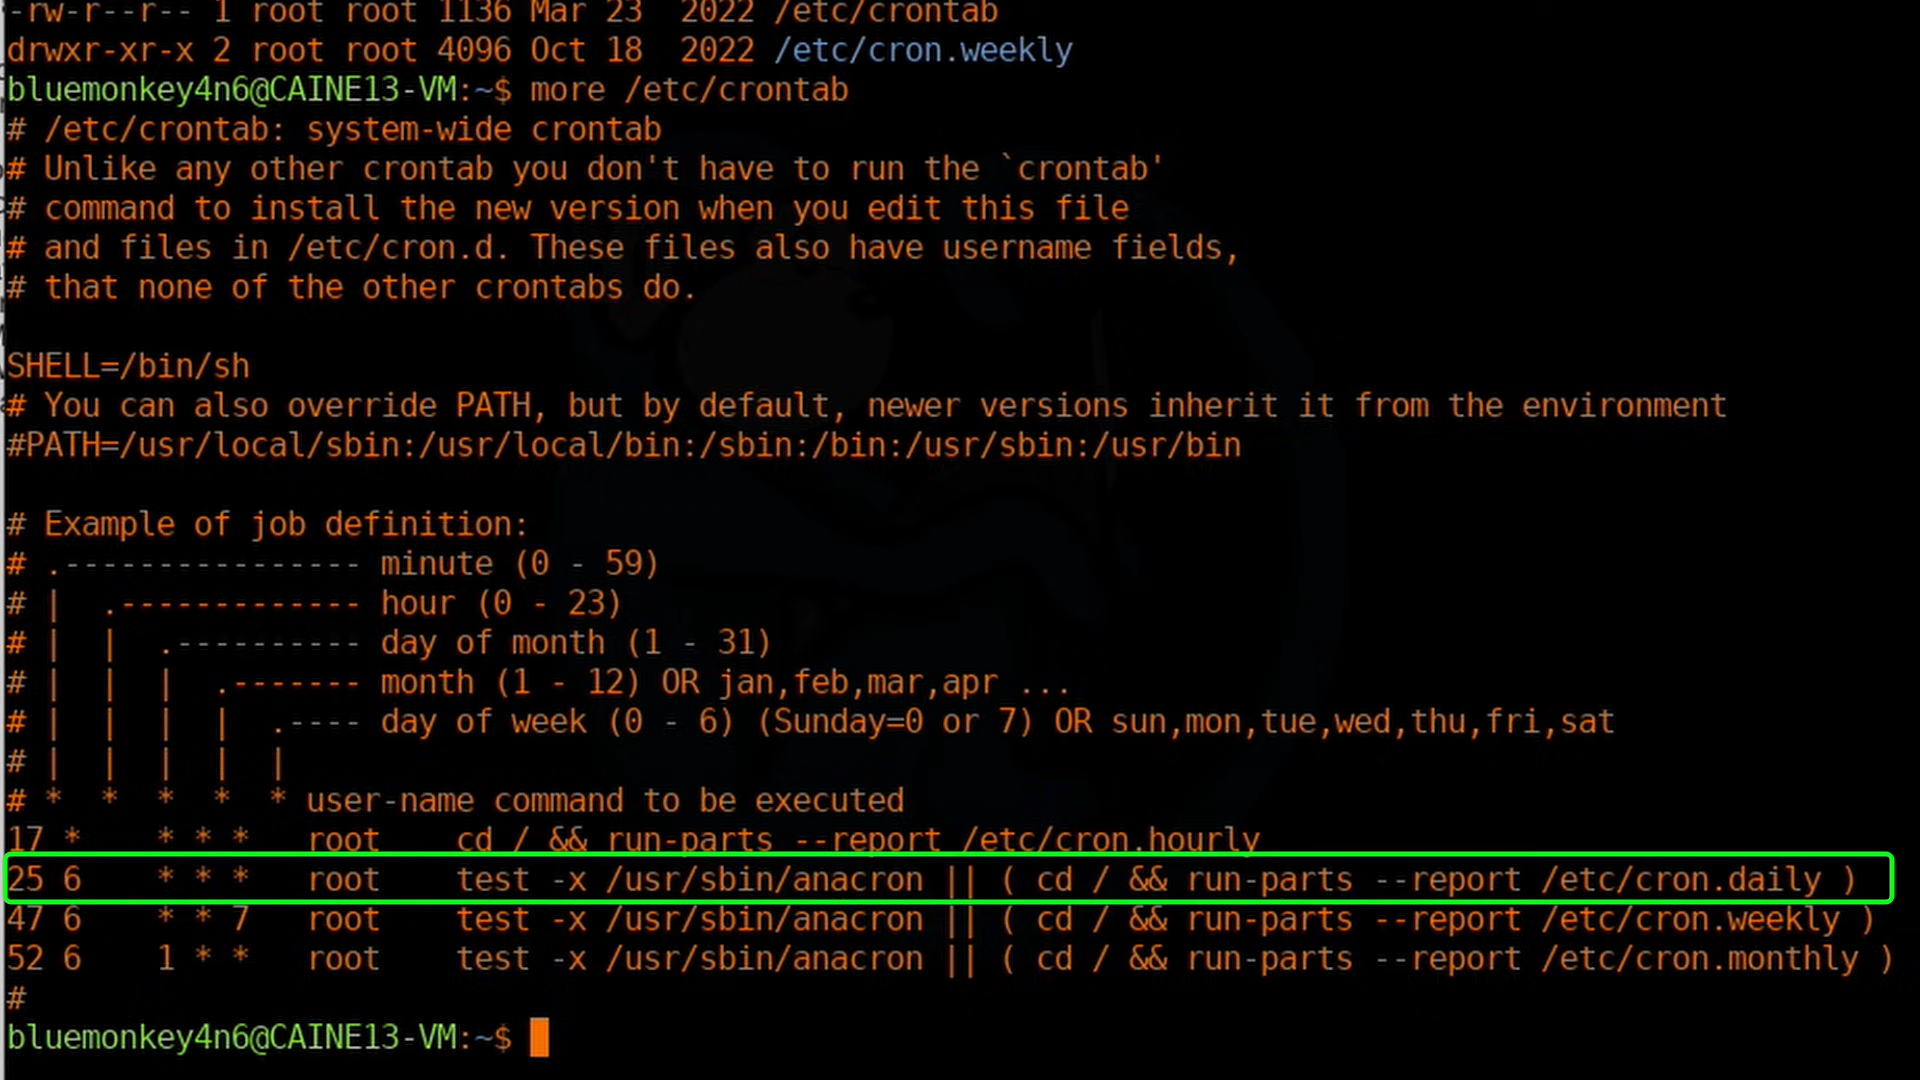 -rw-r--r-- 1 root root 1136 Mar 23  2022 /etc/crontab
drwxr-xr-x 2 root root 4096 Oct 18  2022 /etc/cron.weekly
bluemonkey4n6@CAINE13-VM:~$ more /etc/crontab
# /etc/crontab: system-wide crontab
# Unlike any other crontab you don't have to run the `crontab'
# command to install the new version when you edit this file
# and files in /etc/cron.d. These files also have username fields,
# that none of the other crontabs do.

SHELL=/bin/sh
# You can also override PATH, but by default, newer versions inherit it from the environment
#PATH=/usr/local/sbin:/usr/local/bin:/sbin:/bin:/usr/sbin:/usr/bin

# Example of job definition:
# .---------------- minute (0 - 59)
# |  .------------- hour (0 - 23)
# |  |  .---------- day of month (1 - 31)
# |  |  |  .------- month (1 - 12) OR jan,feb,mar,apr ...
# |  |  |  |  .---- day of week (0 - 6) (Sunday=0 or 7) OR sun,mon,tue,wed,thu,fri,sat
# |  |  |  |  |
# *  *  *  *  * user-name command to be executed
17 *    * * *   root    cd / && run-parts --report /etc/cron.hourly
25 6    * * *   root    test -x /usr/sbin/anacron || ( cd / && run-parts --report /etc/cron.daily )
47 6    * * 7   root    test -x /usr/sbin/anacron || ( cd / && run-parts --report /etc/cron.weekly )
52 6    1 * *   root    test -x /usr/sbin/anacron || ( cd / && run-parts --report /etc/cron.monthly )
#
bluemonkey4n6@CAINE13-VM:~$